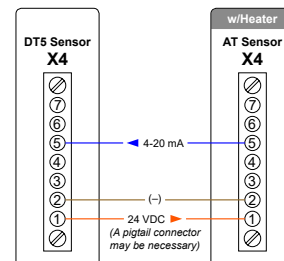 w/Heater
DT5 Sensor
X4
AT Sensor
X4
7
6
5
4
3
2
1
4-20 mA
(–)
24 VDC
(A pigtail connector
may be necessary)
7
6
5
4
3
2
1